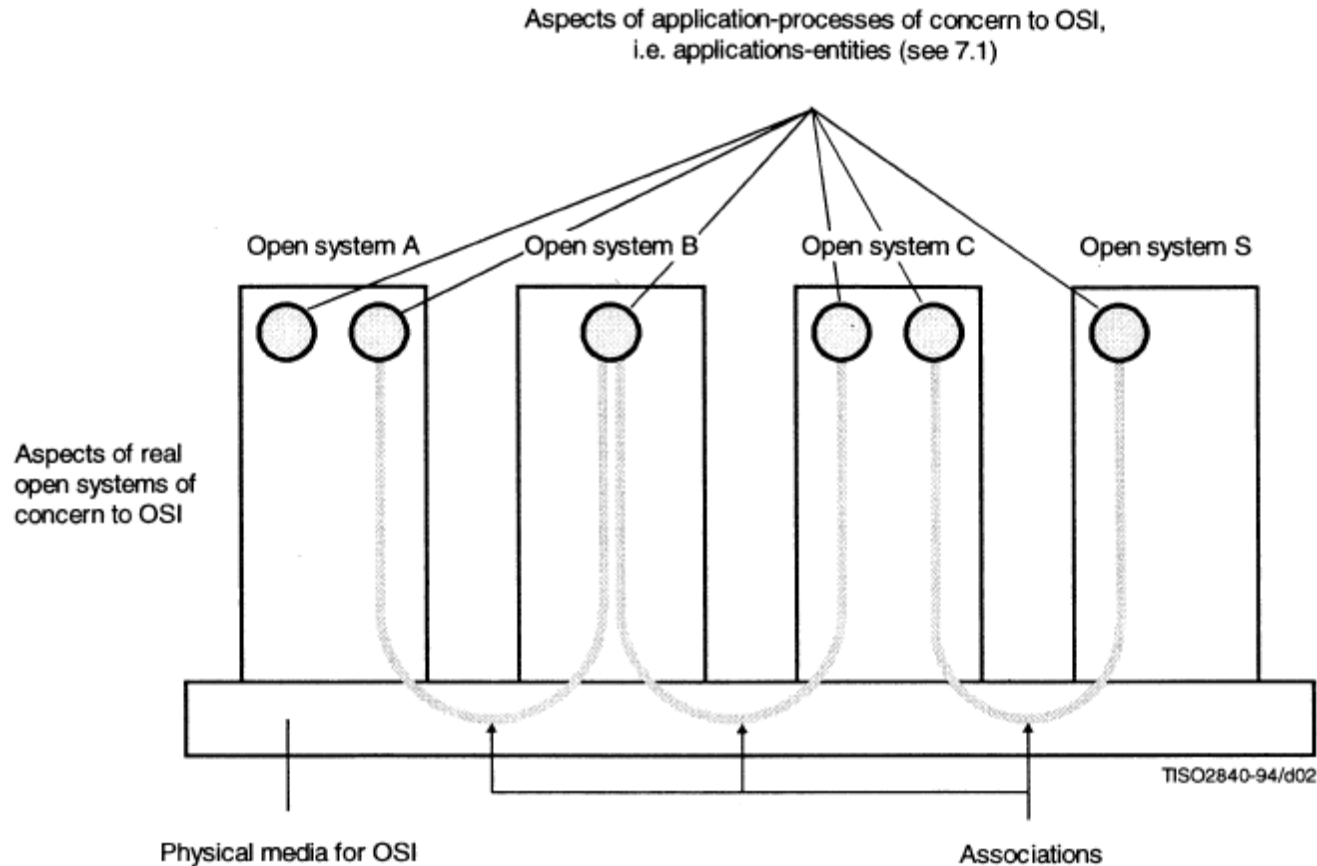 Aspects of application-processes of concern to OSI,
i.e. applications-entities (see 7.1)
Open system A
Open system B
Open system C
Open system S
Aspects of real
open systems of
concern to OSI
TISO2840-94/d02
Physical media for OSI
Associations